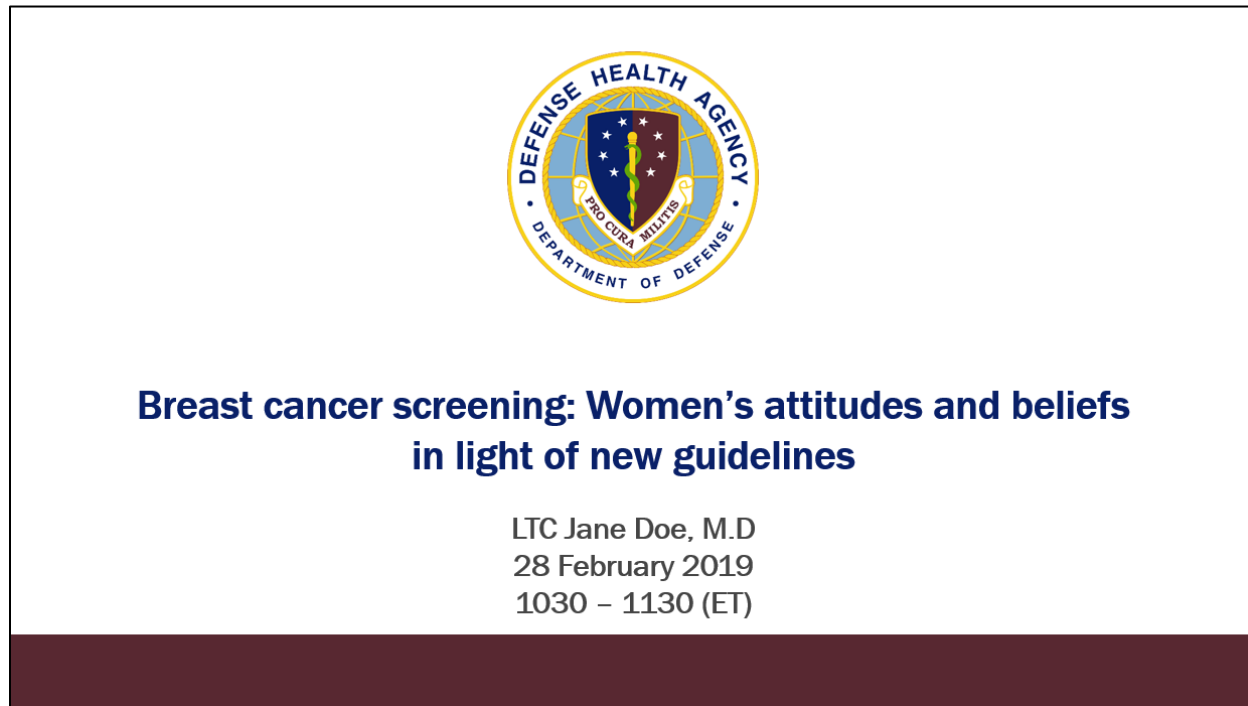 DEFENSE HEALTH AGENCY
PRO CURA MILITIS
DEPARTMENT OF DEFENSE
Breast cancer screening: Women’s attitudes and beliefs
in light of new guidelines
LTC Jane Doe, M.D
28 February 2019
1030 – 1130 (ET)